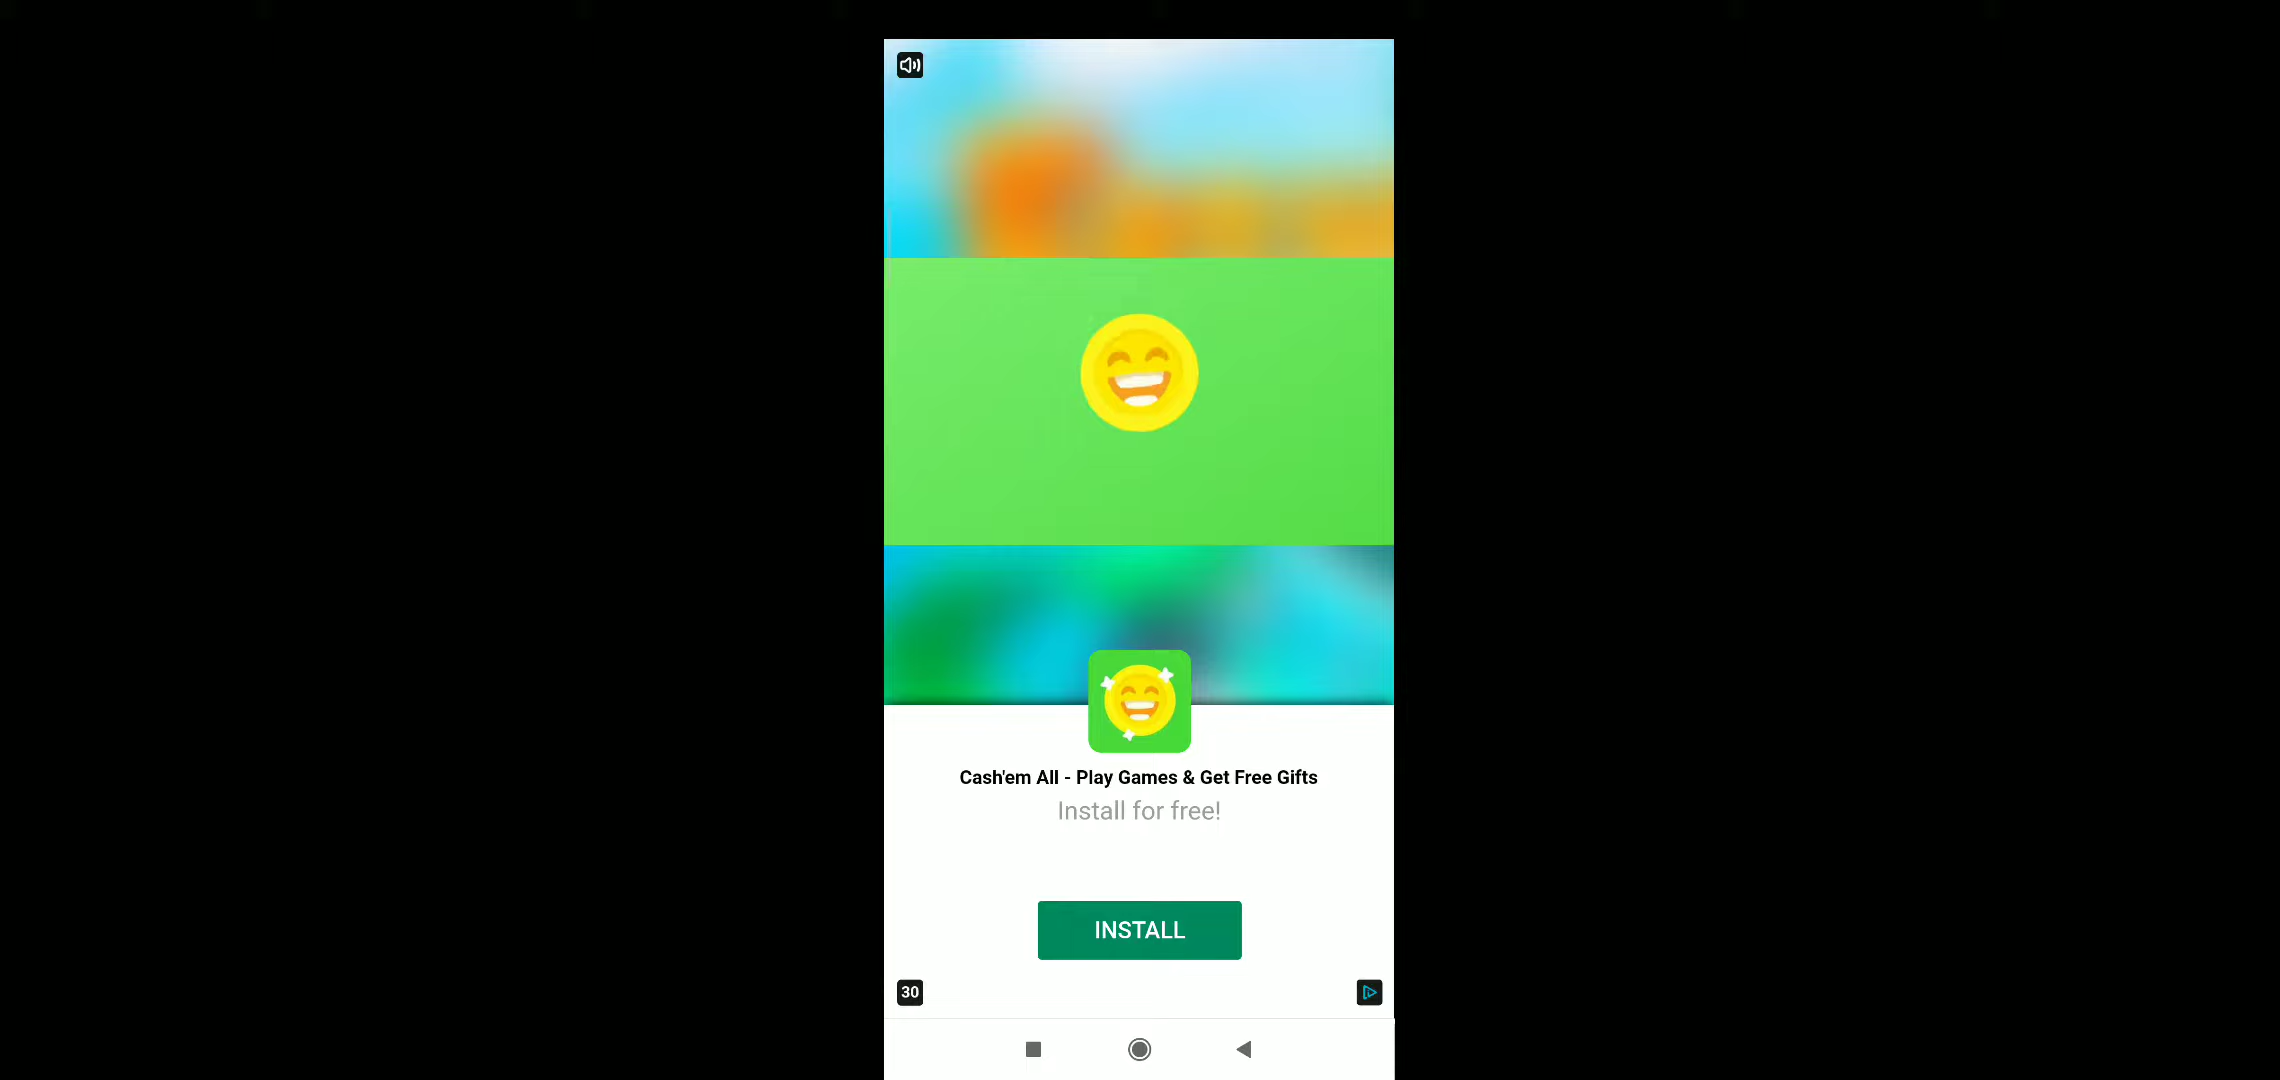 Cash'em All - Play Games & Get Free Gifts
Install for free!
INSTALL
30